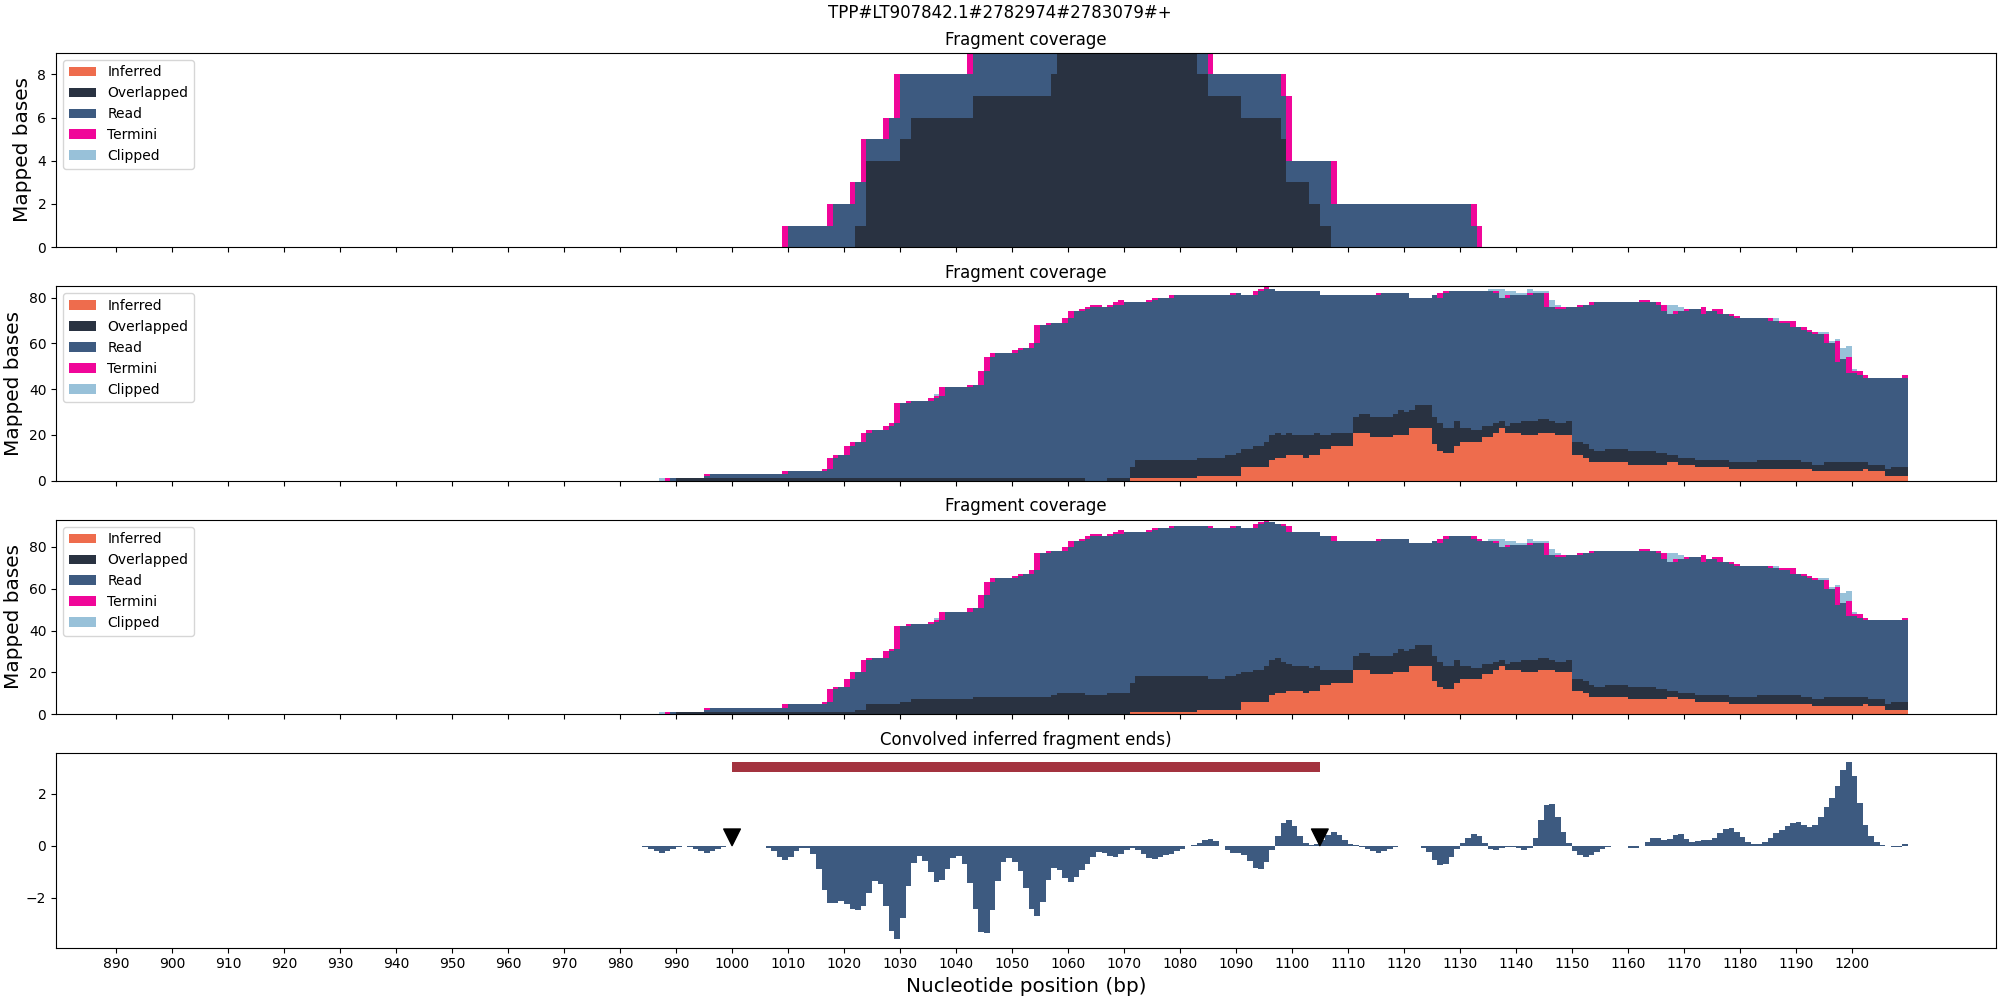 TPP#LT907842.1#2782974#2783079#+
Fragment coverage
Mapped bases
8
6
4
2
0
Inferred
Overlapped
Read
Termini
Clipped
Fragment coverage
Mapped bases
80
60
40
20
0
Inferred
Overlapped
Read
Termini
Clipped
Fragment coverage
Mapped bases
80
60
40
20
0
Inferred
Overlapped
Read
Termini
Clipped
Convolved inferred fragment ends)
2
0
−2
890 900 910 920 930 940 950 960 970 980 990 1000 1010 1020 1030 1040 1050 1060 1070 1080 1090 1100 1110 1120 1130 1140 1150 1160 1170 1180 1190 1200
Nucleotide position (bp)